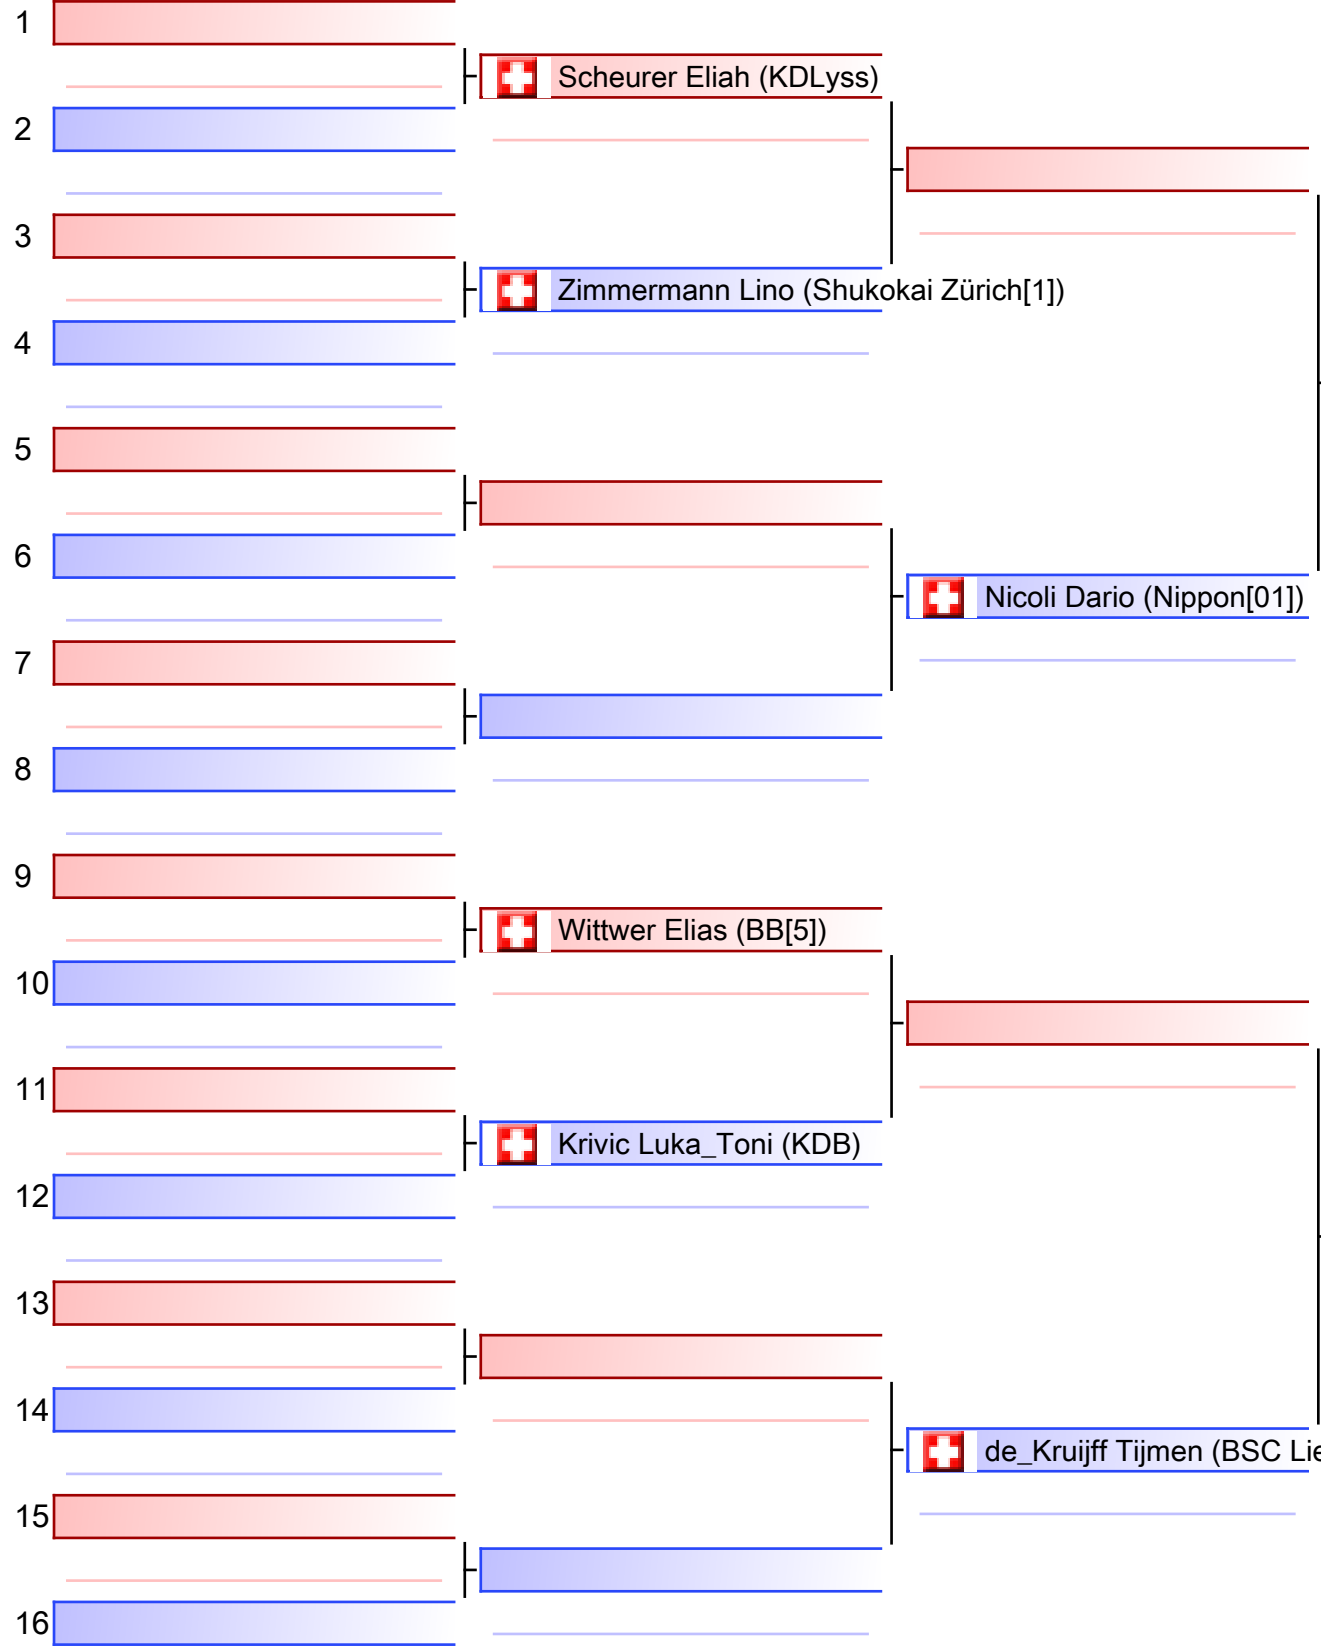 1
Scheurer Eliah (KDLyss)
2
3
Zimmermann Lino (Shukokai Zürich[1])
4
5
6
Nicoli Dario (Nippon[01])
7
8
9
Wittwer Elias (BB[5])
10
11
Krivic Luka_Toni (KDB)
12
13
14
de_Kruijff Tijmen (BSC
15
16